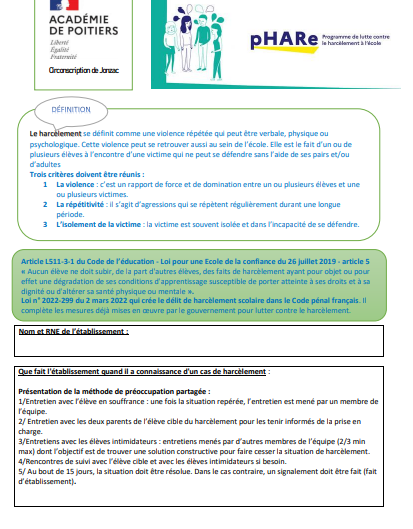 ACADÉMIE
DE POITIERS
Liberté
Égalité
Fraternité
Circonscription de Jonzac
pHARe
Programme de lutte contre
le harcèlement à l'école
DÉFINITION
Le harcèlement se définit comme une violence répétée qui peut être verbale, physique ou
psychologique. Cette violence peut se retrouver aussi au sein de l'école. Elle est le fait d'un ou de
plusieurs élèves à l'encontre d'une victime qui ne peut se défendre sans l'aide de ses pairs et/ou
d'adultes
Trois critères doivent être réunis :
1 La violence : c'est un rapport de force et de domination entre un ou plusieurs élèves et une
ou plusieurs victimes.
2 La répétitivité : il s'agit d'agressions qui se répètent régulièrement durant une longue
période.
3 L'isolement de la victime : la victime est souvent isolée et dans l'incapacité de se défendre.
Article L511-3-1 du Code de l'éducation - Loi pour une Ecole de la confiance du 26 juillet 2019 - article 5
« Aucun élève ne doit subir, de la part d'autres élèves, des faits de harcèlement ayant pour objet ou pour
effet une dégradation de ses conditions d'apprentissage susceptible de porter atteinte à ses droits et à sa
dignité ou d'altérer sa santé physique ou mentale ».
Loi n° 2022-299 du 2 mars 2022 qui crée le délit de harcèlement scolaire dans le Code pénal français. Il
complète les mesures déjà mises en œuvre par le gouvernement pour lutter contre le harcèlement.
Nom et RNE de l'établissement :
Que fait l'établissement quand il a connaissance d'un cas de harcèlement :
Présentation de la méthode de préoccupation partagée :
1/Entretien avec l'élève en souffrance : une fois la situation repérée, l'entretien est mené par un membre de
l'équipe.
2/ Entretien avec les deux parents de l'élève cible du harcèlement pour les tenir informés de la prise en
charge.
3/Entretiens avec les élèves intimidateurs : entretiens menés par d'autres membres de l'équipe (2/3 min
max) dont l'objectif est de trouver une solution constructive pour faire cesser la situation de harcèlement.
4/Rencontres de suivi avec l'élève cible et avec les élèves intimidateurs si besoin.
5/ Au bout de 15 jours, la situation doit être résolue. Dans le cas contraire, un signalement doit être fait (fait
d'établissement).